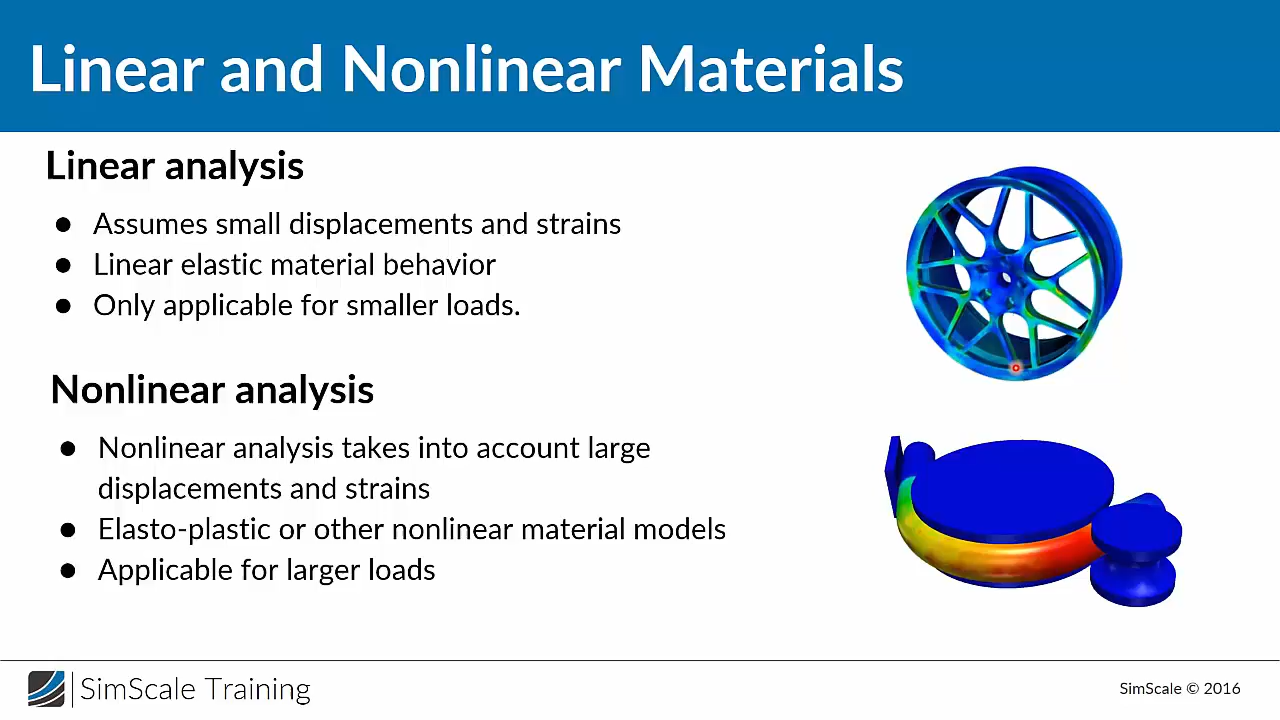 Linear and Nonlinear Materials
Linear analysis
● Assumes small displacements and strains
● Linear elastic material behavior
● Only applicable for smaller loads.
Nonlinear analysis
● Nonlinear analysis takes into account large
displacements and strains
● Elasto-plastic or other nonlinear material models
● Applicable for larger loads
SimScale Training
SimScale © 2016